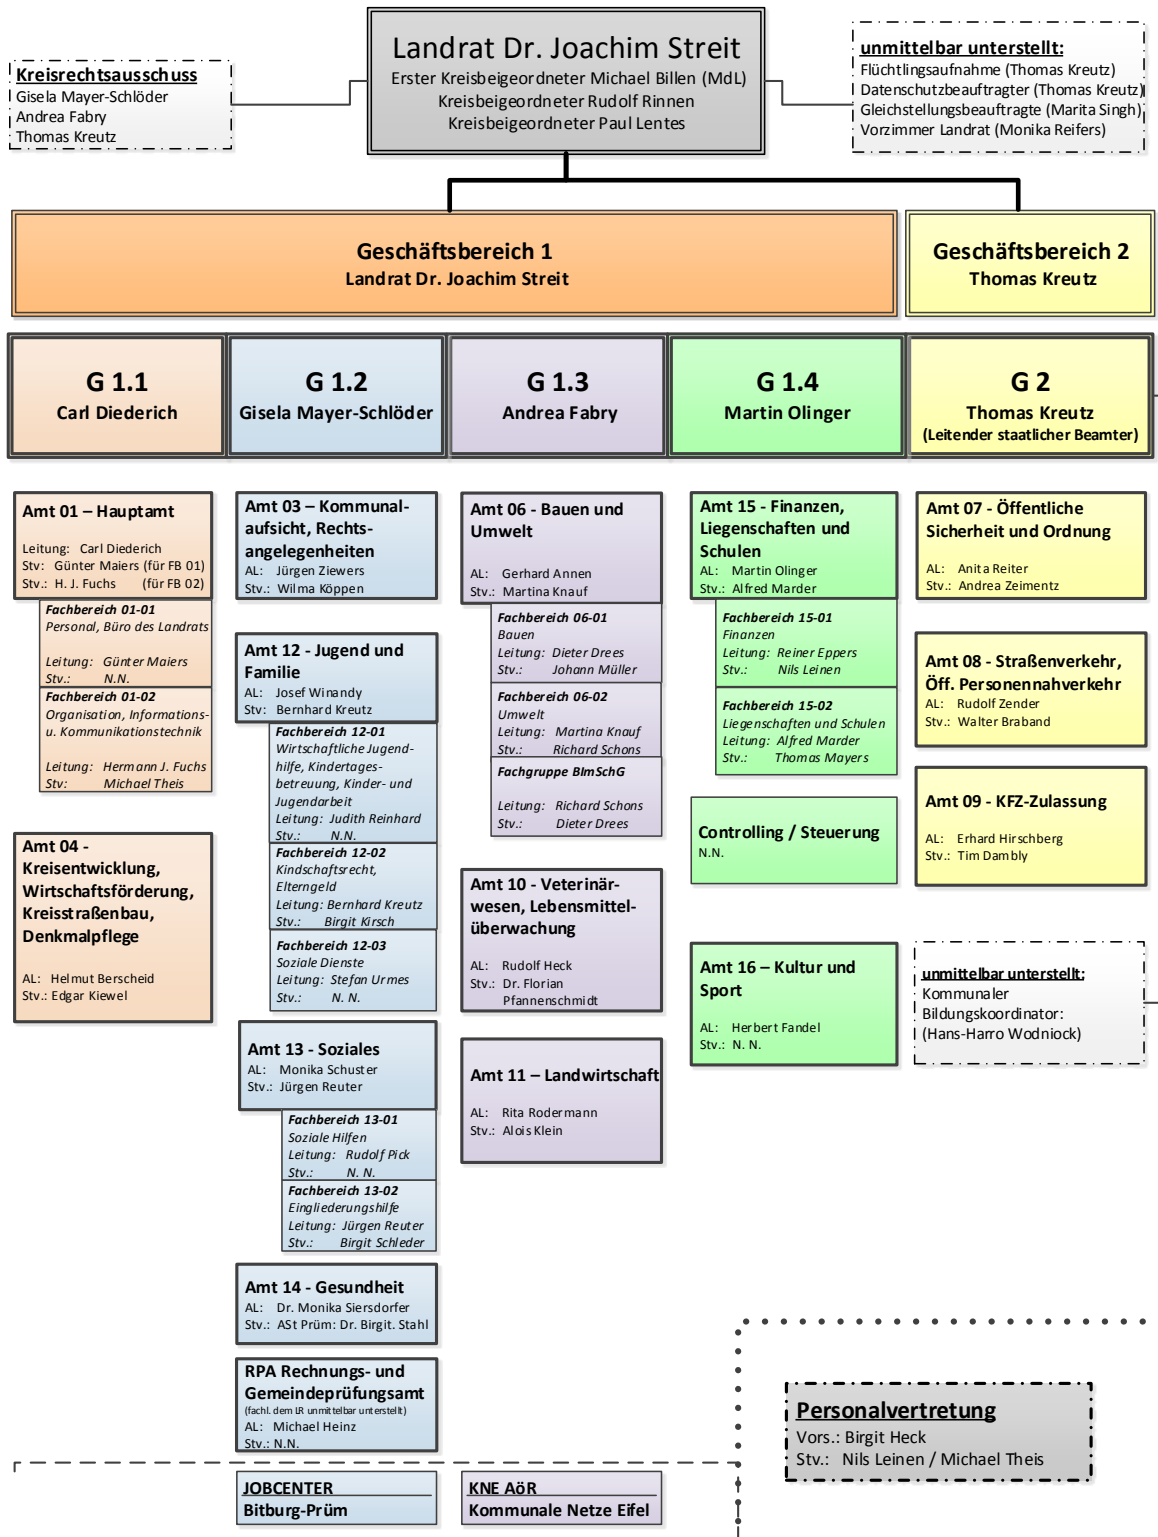 Kreisrechtsausschuss
Gisela Mayer-Schlöder
Andrea Fabry
Thomas Kreutz
Landrat Dr. Joachim Streit
Erster Kreisbeigeordneter Michael Billen (MdL)
Kreisbeigeordneter Rudolf Rinnen
Kreisbeigeordneter Paul Lentes
unmittelbar unterstellt:
Flüchtlingsaufnahme (Thomas Kreutz)
Datenschutzbeauftragter (Thomas Kreutz)
Gleichstellungsbeauftragte (Marita Singh)
Vorzimmer Landrat (Monika Reifers)
Geschäftsbereich 1
Landrat Dr. Joachim Streit
Geschäftsbereich 2
Thomas Kreutz
G 1.1
Carl Diederich
G 1.2
Gisela Mayer-Schlöder
G 1.3
Andrea Fabry
G 1.4
Martin Olinger
G 2
Thomas Kreutz
(Leitender staatlicher Beamter)
Amt 01 – Hauptamt
Leitung: Carl Diederich
Stv: Günter Maiers (für FB 01)
Stv.: H. J. Fuchs (für FB 02)
Fachbereich 01-01
Personal, Büro des Landrats
Leitung: Günter Maiers
Stv.: N.N.
Fachbereich 01-02
Organisation, Informations-
u. Kommunikationstechnik
Leitung: Hermann J. Fuchs
Stv: Michael Theis
Amt 04 -
Kreisentwicklung,
Wirtschaftsförderung,
Kreisstraßenbau,
Denkmalpflege
AL: Helmut Berscheid
Stv.: Edgar Kiewel
Amt 03 – Kommunal-
aufsicht, Rechts-
angelegenheiten
AL: Jürgen Ziewers
Stv.: Wilma Köppen
Amt 12 - Jugend und
Familie
AL: Josef Winandy
Stv: Bernhard Kreutz
Fachbereich 12-01
Wirtschaftliche Jugend-
hilfe, Kindertages-
betreuung, Kinder- und
Jugendarbeit
Leitung: Judith Reinhard
Stv.: N.N.
Fachbereich 12-02
Kindschaftsrecht,
Elterngeld
Leitung: Bernhard Kreutz
Stv.: Birgit Kirsch
Fachbereich 12-03
Soziale Dienste
Leitung: Stefan Urmes
Stv.: N. N.
Amt 13 - Soziales
AL: Monika Schuster
Stv.: Jürgen Reuter
Fachbereich 13-01
Soziale Hilfen
Leitung: Rudolf Pick
Stv.: N. N.
Fachbereich 13-02
Eingliederungshilfe
Leitung: Jürgen Reuter
Stv.: Birgit Schleder
Amt 14 - Gesundheit
AL: Dr. Monika Siersdorfer
Stv.: ASt Prüm: Dr. Birgit. Stahl
RPA Rechnungs- und
Gemeindeprüfungsamt
(fachl. dem LR unmittelbar unterstellt)
AL: Michael Heinz
Stv.: N.N.
JOBCENTER
Bitburg-Prüm
Amt 06 - Bauen und
Umwelt
AL: Gerhard Annen
Stv.: Martina Knauf
Fachbereich 06-01
Bauen
Leitung: Dieter Drees
Stv.: Johann Müller
Fachbereich 06-02
Umwelt
Leitung: Martina Knauf
Stv.: Richard Schons
Fachgruppe BImSchG
Leitung: Richard Schons
Stv.: Dieter Drees
Amt 10 - Veterinär-
wesen, Lebensmittel-
überwachung
AL: Rudolf Heck
Stv.: Dr. Florian
Pfannenschmidt
Amt 11 – Landwirtschaft
AL: Rita Rodermann
Stv.: Alois Klein
KNE AöR
Kommunale Netze Eifel
Amt 15 - Finanzen,
Liegenschaften und
Schulen
AL: Martin Olinger
Stv.: Alfred Marder
Fachbereich 15-01
Finanzen
Leitung: Reiner Eppers
Stv.: Nils Leinen
Fachbereich 15-02
Liegenschaften und Schulen
Leitung: Alfred Marder
Stv.: Thomas Mayers
Controlling / Steuerung
N.N.
Amt 16 – Kultur und
Sport
AL: Herbert Fandel
Stv.: N. N.
Amt 07 - Öffentliche
Sicherheit und Ordnung
AL: Anita Reiter
Stv.: Andrea Zeimentz
Amt 08 - Straßenverkehr,
Öff. Personennahverkehr
AL: Rudolf Zender
Stv.: Walter Braband
Amt 09 - KFZ-Zulassung
AL: Erhard Hirschberg
Stv.: Tim Dambly
unmittelbar unterstellt:
Kommunaler
Bildungskoordinator:
(Hans-Harro Wodniock)
Personalvertretung
Vors.: Birgit Heck
Stv.: Nils Leinen / Michael Theis